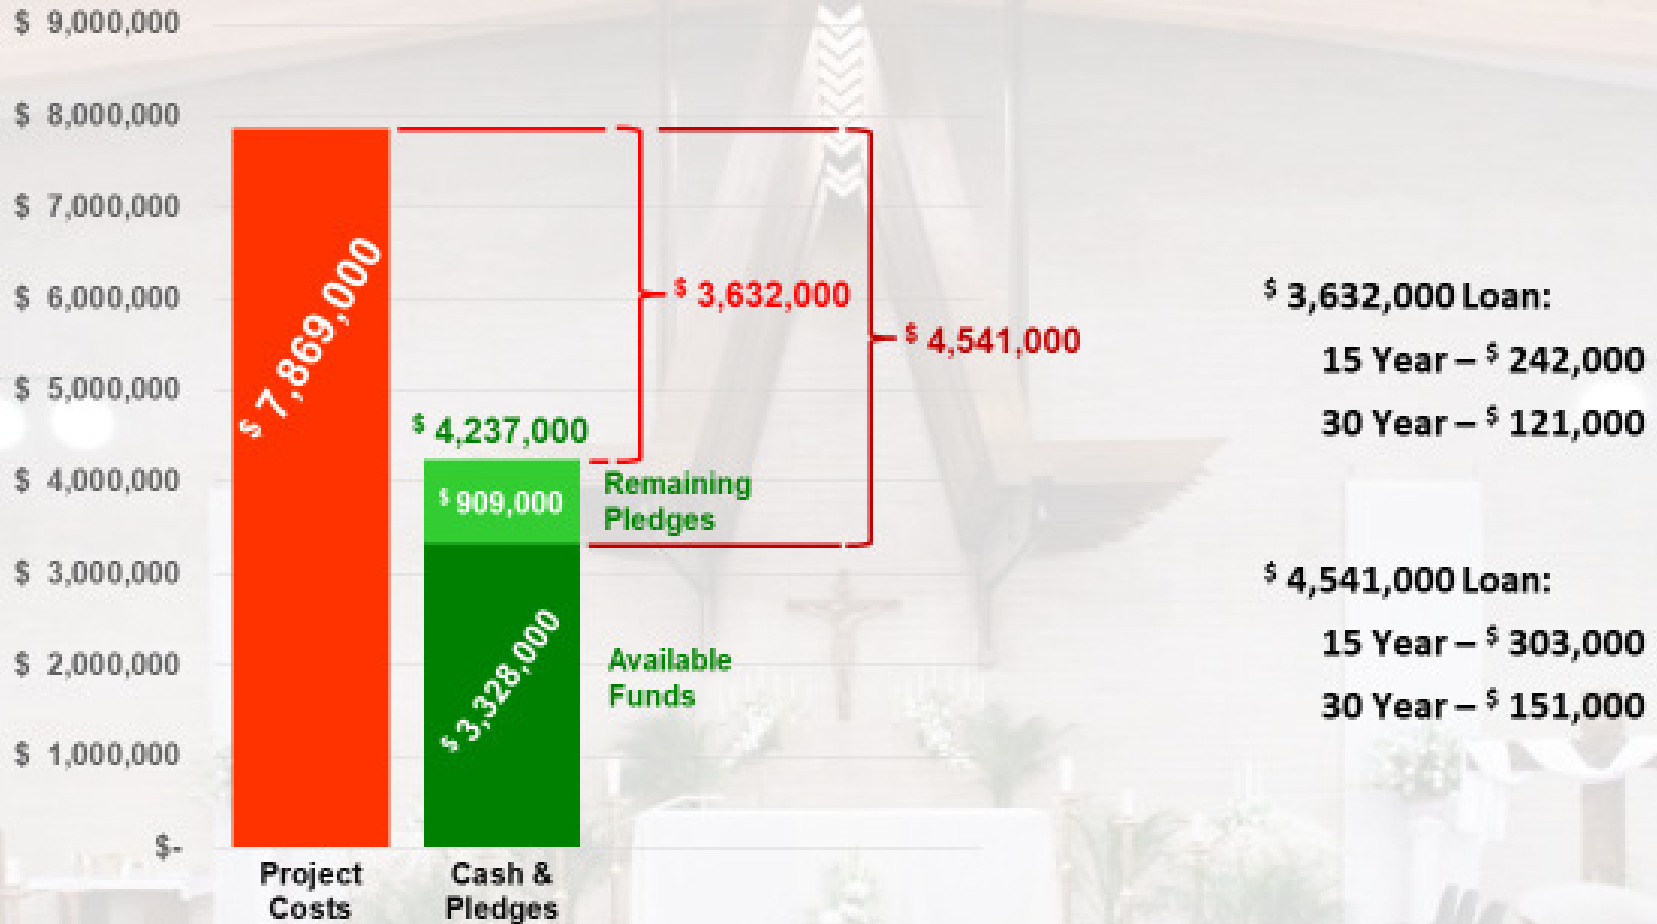 $ 9,000,000
$ 8,000,000
$ 7,000,000
$ 6,000,000
$ 5,000,000
$ 4,000,000
$ 3,000,000
$ 2,000,000
$ 1,000,000
$-
$ 7,869,000
Project
Costs
$ 4,237,000
$ 909,000
$ 3,328,000
Cash &
Pledges
Remaining
Pledges
Available
Funds
$ 3,632,000
$ 4,541,000
$ 3,632,000 Loan:
15 Year – $ 242,000
30 Year – $ 121,000
$ 4,541,000 Loan:
15 Year – $ 303,000
30 Year – $ 151,000